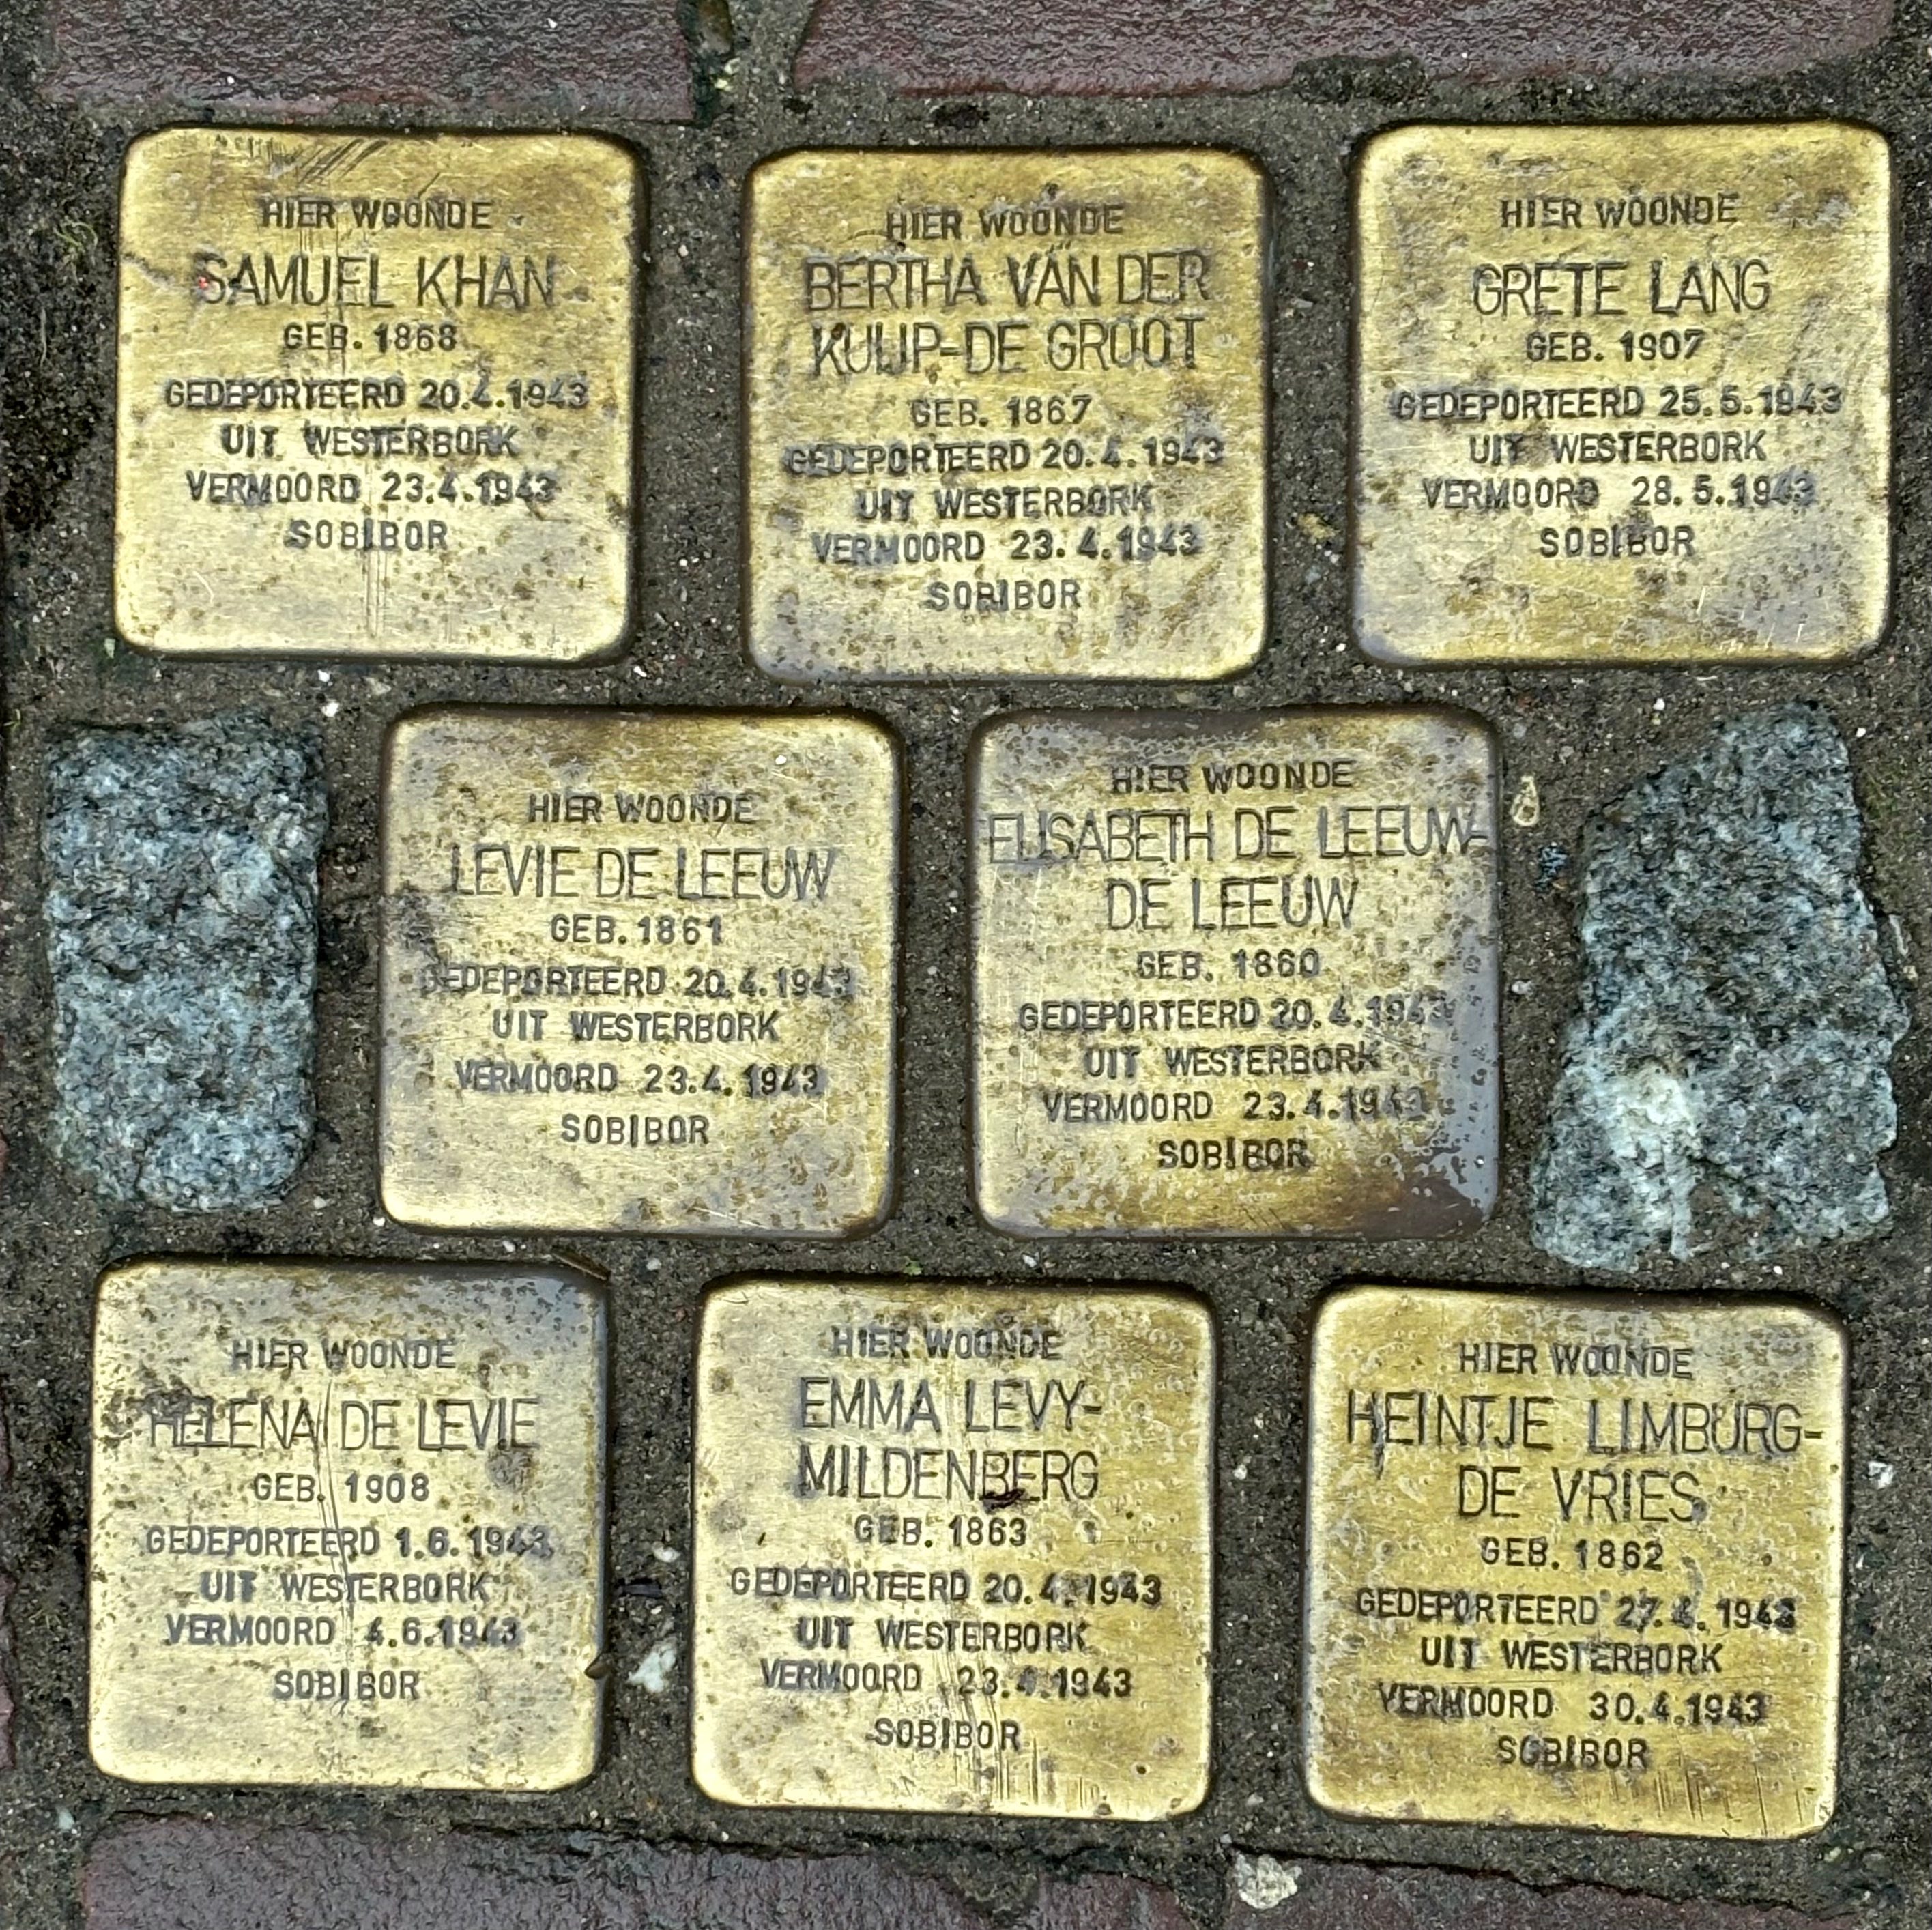 HIER WOONDE
SAMUEL KHAN
GEB. 1868
GEDEPORTEERD 20.4.1943
UIT WESTERBORK
VERMOORD 23.4.1943
SOBIBOR
HIER WOONDE
BERTHA VAN DER
KUIJP-DE GROOT
GEB. 1867
GEDEPORTEERD 20.4.1943
UIT WESTERBORK
VERMOORD 23.4.1943
SOBIBOR
HIER WOONDE
GRETE LANG
GEB. 1907
GEDEPORTEERD 25.5.1943
UIT WESTERBORK
VERMOORD 28.5.1943
SOBIBOR
HIER WOONDE
LEVIE DE LEEUW
GEB. 1861
GEDEPORTEERD 20.4.1943
UIT WESTERBORK
VERMOORD 23.4.1943
SOBIBOR
HIER WOONDE
ELISABETH DE LEEUW-
DE LEEUW
GEB. 1860
GEDEPORTEERD 20.4.1943
UIT WESTERBORK
VERMOORD 23.4.1943
SOBIBOR
HIER WOONDE
HELENA DE LEVIE
GEB. 1908
GEDEPORTEERD 1.6.1943
UIT WESTERBORK
VERMOORD 4.6.1943
SOBIBOR
HIER WOONDE
EMMA LEVY-
MILDENBERG
GEB. 1863
GEDEPORTEERD 20.4.1943
UIT WESTERBORK
VERMOORD 23.4.1943
SOBIBOR
HIER WOONDE
HEINTJE LIMBURG-
DE VRIES
GEB. 1862
GEDEPORTEERD 27.4.1943
UIT WESTERBORK
VERMOORD 30.4.1943
SOBIBOR